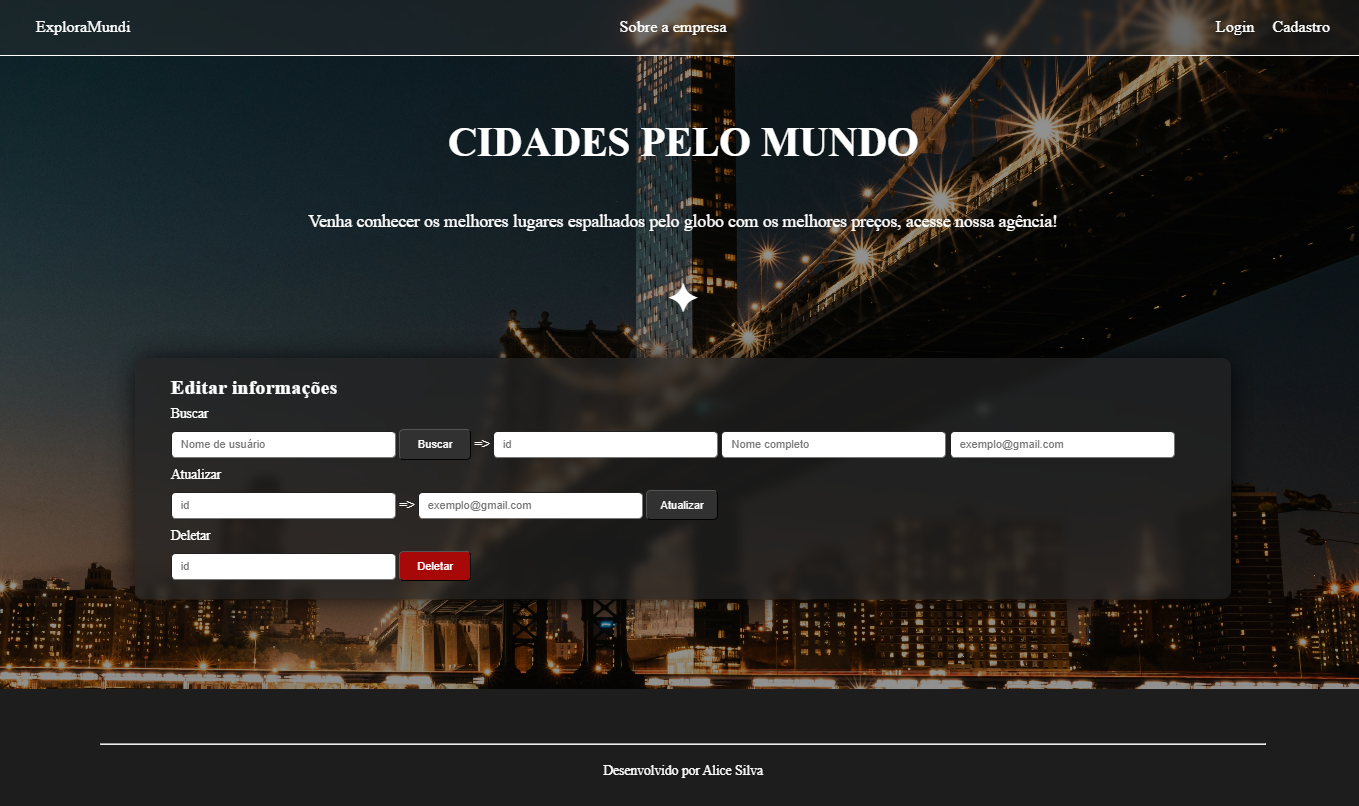 ExploraMundi Sobre a empresa Login Cadastro
CIDADES PELO MUNDO
Venha conhecer os melhores lugares espalhados pelo globo com os melhores preços, acesse nossa agência!
Editar informações
Buscar
Nome de usuário Buscar => id Nome completo exemplo@gmail.com
Atualizar
id => exemplo@gmail.com Atualizar
Deletar
id Deletar
Desenvolvido por Alice Silva